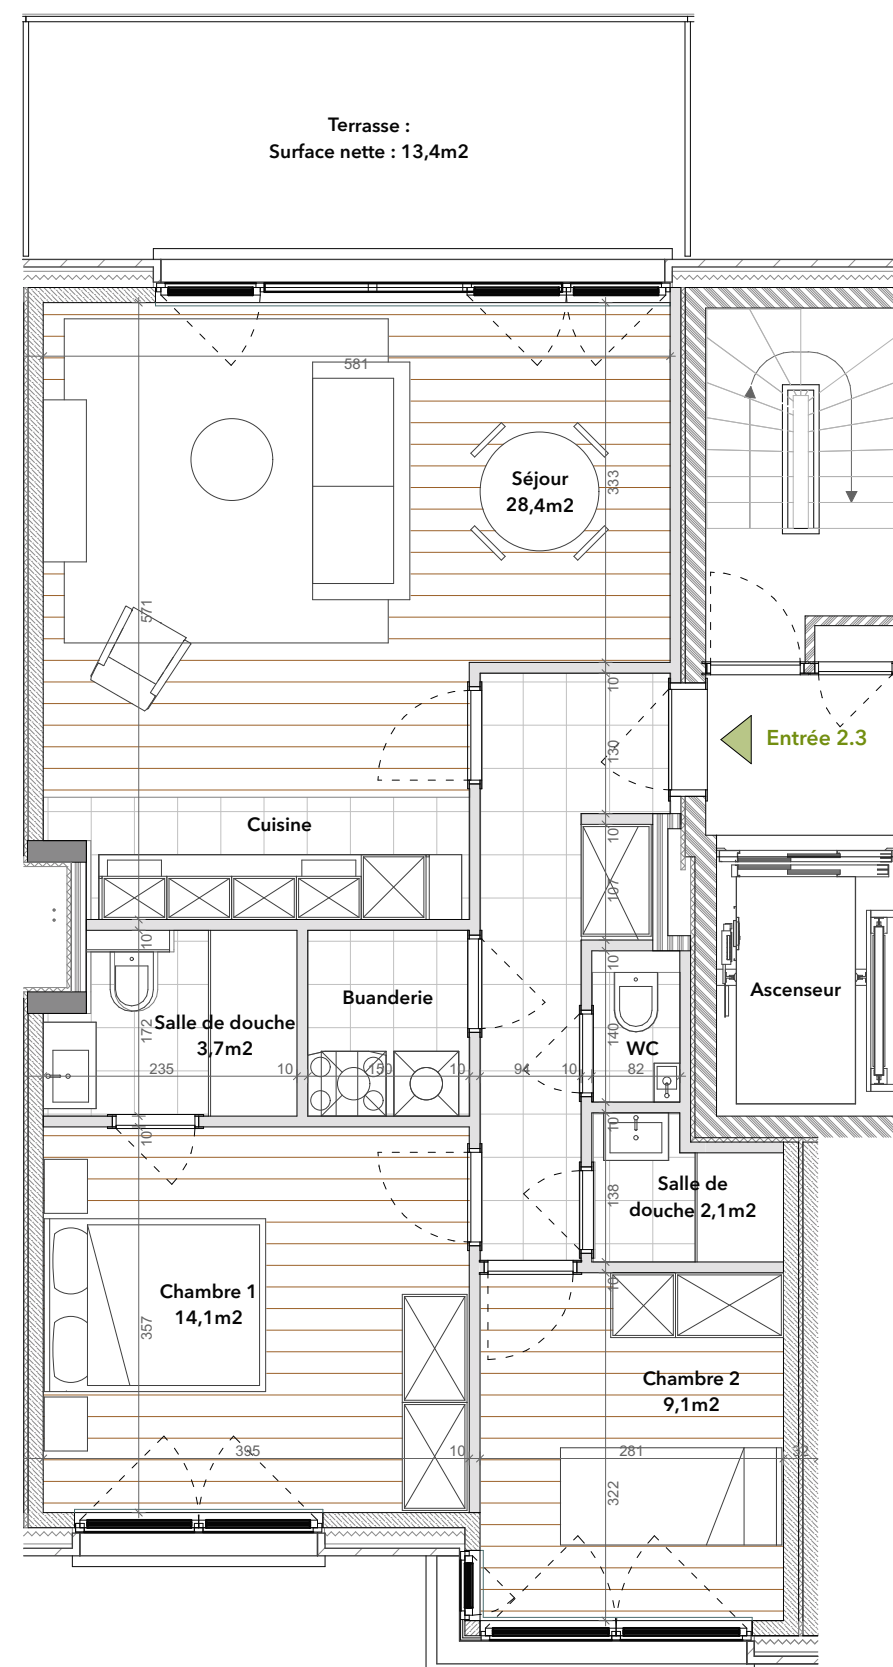 Terrasse :
Surface nette : 13,4m2
581
Séjour
28,4m2
333
571
10
130
Entrée 2.3
Cuisine
10
107
10
10
Buanderie
Salle de douche
3,7m2
172
Ascenseur
140
WC
235
10
150
10
94
10
82
10
10
138
Salle de
douche 2,1m2
10
Chambre 1
14,1m2
357
Chambre 2
9,1m2
395
10
281
32
322